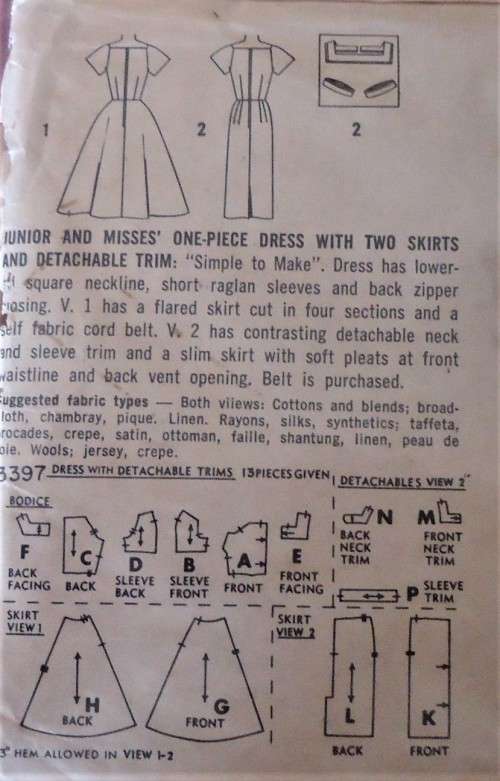 1
2
2
JUNIOR AND MISSES' ONE-PIECE DRESS WITH TWO SKIRTS
AND DETACHABLE TRIM: "Simple to Make". Dress has lower-
square neckline, short raglan sleeves and back zipper
closing. V. 1 has a flared skirt cut in four sections and a
self fabric cord belt. V. 2 has contrasting detachable neck
and sleeve trim and a slim skirt with soft pleats at front
waistline and back vent opening. Belt is purchased.
Suggested fabric types — Both viiews: Cottons and blends; broad-
cloth, chambray, pique. Linen. Rayons, silks, synthetics; taffeta,
brocades, crepe, satin, ottoman, faille, shantung, linen, peau de
soie. Wools; jersey, crepe.
3397 DRESS WITH DETACHABLE TRIMS 13 PIECES GIVEN
DETACHABLES VIEW 2
BODICE
F
BACK
FACING
C
BACK
D
SLEEVE
BACK
B
SLEEVE
FRONT
A
FRONT
E
FRONT
FACING
N
BACK
NECK
TRIM
M
FRONT
NECK
TRIM
P SLEEVE
TRIM
SKIRT
VIEW 1
H
BACK
G
FRONT
SKIRT
VIEW 2
L
BACK
K
FRONT
3" HEM ALLOWED IN VIEW 1-2